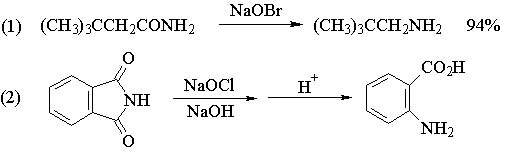 (1) (CH₃)₃CCH₂CONH₂ NaOBr (CH₃)₃CCH₂NH₂ 94%
(2) O NH O NaOCl NaOH H⁺ CO₂H NH₂